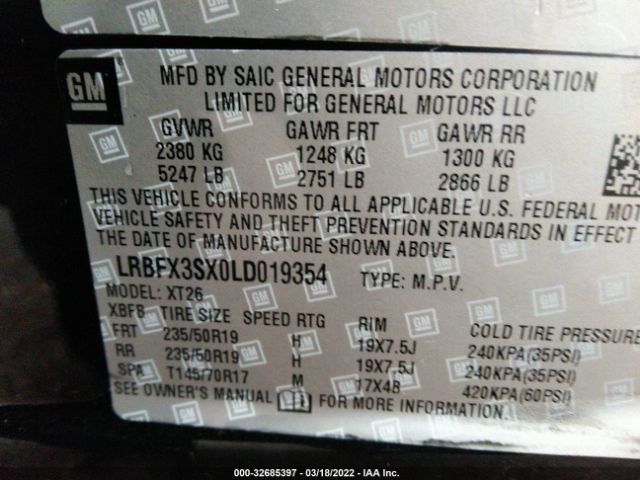 GM
MFD BY SAIC GENERAL MOTORS CORPORATION
LIMITED FOR GENERAL MOTORS LLC
GVWR GAWR FRT GAWR RR
2380 KG 1248 KG 1300 KG
5247 LB 2751 LB 2866 LB
THIS VEHICLE CONFORMS TO ALL APPLICABLE U.S. FEDERAL MOT
VEHICLE SAFETY AND THEFT PREVENTION STANDARDS IN EFFECT
THE DATE OF MANUFACTURE SHOWN ABOVE.
LRBFX3SX0LD019354 TYPE: M.P.V.
MODEL: XT26
XBFB TIRE SIZE SPEED RTG RIM COLD TIRE PRESSURE
FRT 235/50R19 H 19X7.5J 240KPA(35PSI)
RR 235/50R19 H 19X7.5J 240KPA(35PSI)
SPA T145/70R17 M 17X4B 420KPA(60PSI)
SEE OWNER'S MANUAL FOR MORE INFORMATION.
000-32685397 - 03/18/2022 - IAA Inc.